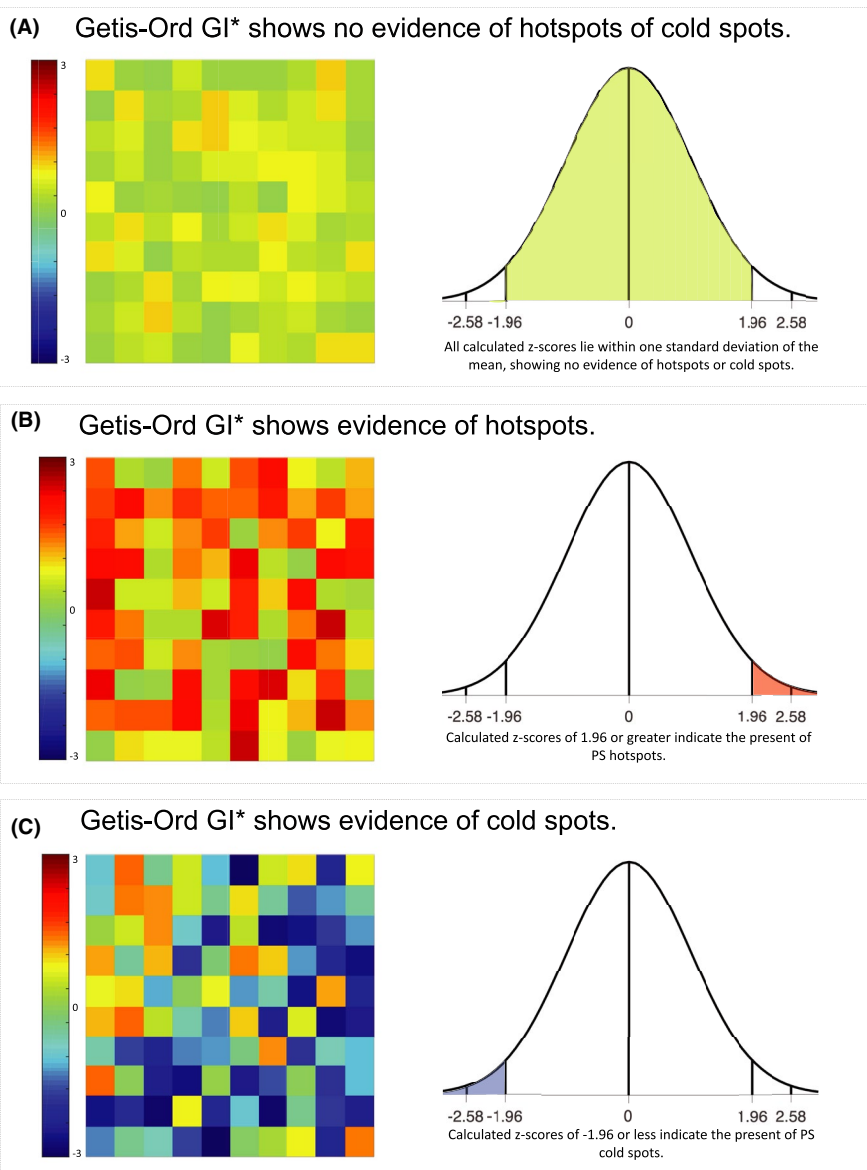 (A) Getis-Ord GI* shows no evidence of hotspots of cold spots.
3
0
-3
-2.58 -1.96 0 1.96 2.58
All calculated z-scores lie within one standard deviation of the
mean, showing no evidence of hotspots or cold spots.
(B) Getis-Ord GI* shows evidence of hotspots.
3
0
-3
-2.58 -1.96 0 1.96 2.58
Calculated z-scores of 1.96 or greater indicate the present of
PS hotspots.
(C) Getis-Ord GI* shows evidence of cold spots.
3
0
-3
-2.58 -1.96 0 1.96 2.58
Calculated z-scores of -1.96 or less indicate the present of PS
cold spots.